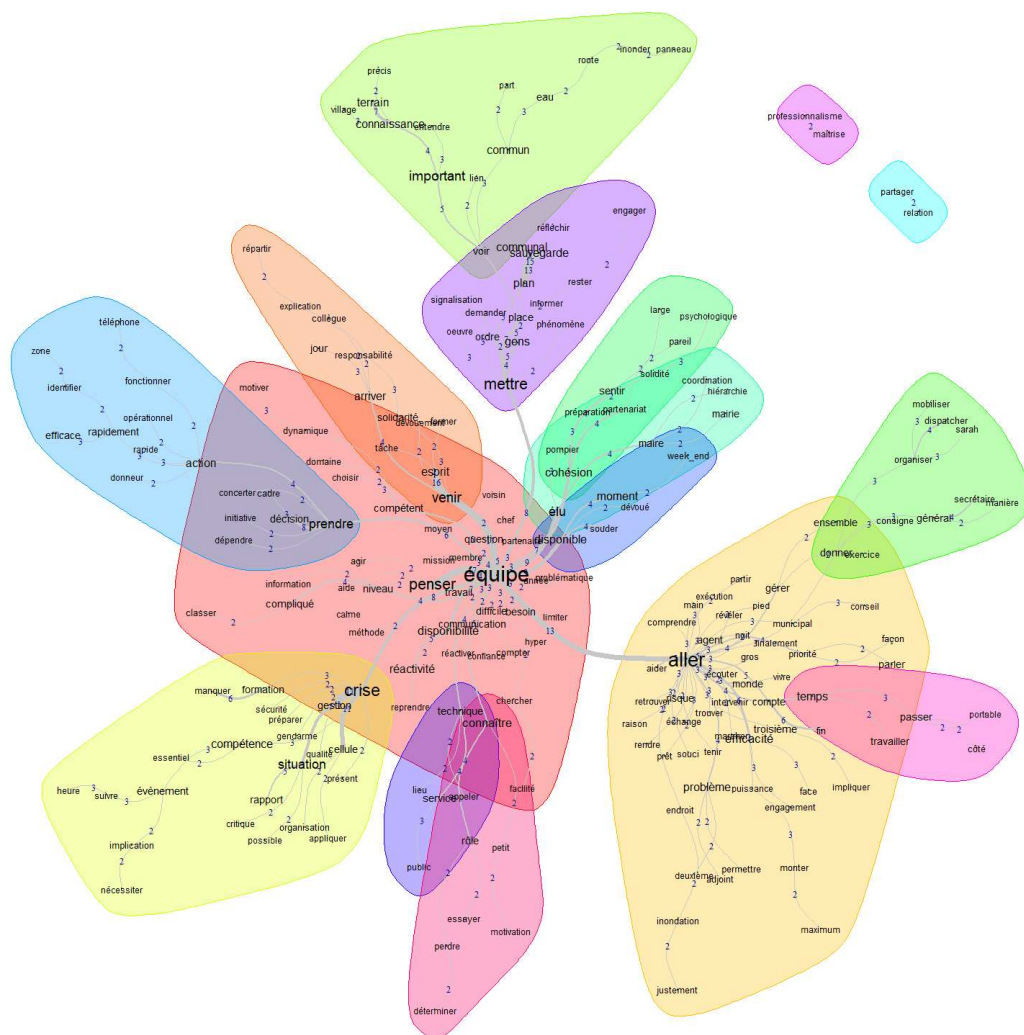 inonder panneau
route
précis
part
terrain
eau
village
connaissance
entendre
commun
important
lien
voir
professionnalisme
maîtrise
partager
relation
engager
réfléchir
communal
sauvegarde
plan
rester
signalisation
informer
demander
place
phénomène
oeuvre
ordre
gens
mettre
répartir
explication
collègue
jour
responsabilité
arriver
solidarité
former
dévouement
tâche
esprit
venir
large
psychologique
pareil
solidité
sentir
coordination
hiérarchie
préparation
partenariat
mairie
pompier
maire
week_end
cohésion
moment
dévoué
élu
souder
disponible
téléphone
zone
fonctionner
identifier
opérationnel
efficace
rapidement
rapide
action
donneur
concerter
cadre
décision
prendre
initiative
dépendre
motiver
dynamique
domaine
choisir
compétent
voisin
moyen
chef
question
partenaire
mission
membre
agir
équipe
problématique
année
information
aide
niveau
penser
travail
compliqué
difficile
besoin
classer
calme
communication
limiter
méthode
disponibilité
hyper
réactiver
confiance
compter
réactivité
reprendre
chercher
technique
connaître
crise
manquer
formation
gestion
sécurité
préparer
gendarme
compétence
qualité
cellule
essentiel
situation
présent
heure
suivre
événement
rapport
critique
organisation
possible
appliquer
implication
nécessiter
lieu
service
appeler
facilité
rôle
petit
public
essayer
motivation
perdre
déterminer
mobiliser
dispatcher
sarah
organiser
secrétaire
manière
ensemble
consigne
général
donner
exercice
partir
gérer
exécution
main
révéler
pied
conseil
comprendre
municipal
agent
nuit
finalement
façon
aller
gros
priorité
parler
aider
écouter
monde
vivre
retrouver
risque
intervenir
compte
temps
trouver
raison
échange
troisième
fin
passer
portable
efficacité
travailler
côté
rendre
prêt
souci
tenir
problème
puissance
face
impliquer
endroit
engagement
deuxième
permettre
adjoint
monter
inondation
maximum
justement